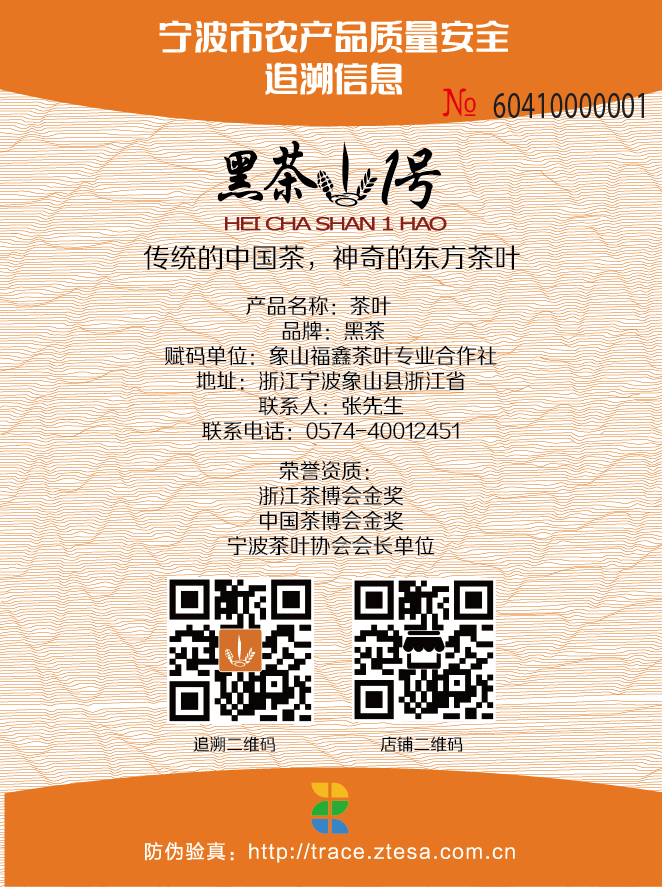 宁波市农产品质量安全
追溯信息
№ 60410000001
黑茶山1号
HEI CHA SHAN 1 HAO
传统的中国茶，神奇的东方茶叶
产品名称：茶叶
品牌：黑茶
赋码单位：象山福鑫茶叶专业合作社
地址：浙江宁波象山县浙江省
联系人：张先生
联系电话：0574-40012451
荣誉资质：
浙江茶博会金奖
中国茶博会金奖
宁波茶叶协会会长单位
追溯二维码
店铺二维码
防伪验真：http://trace.ztesa.com.cn